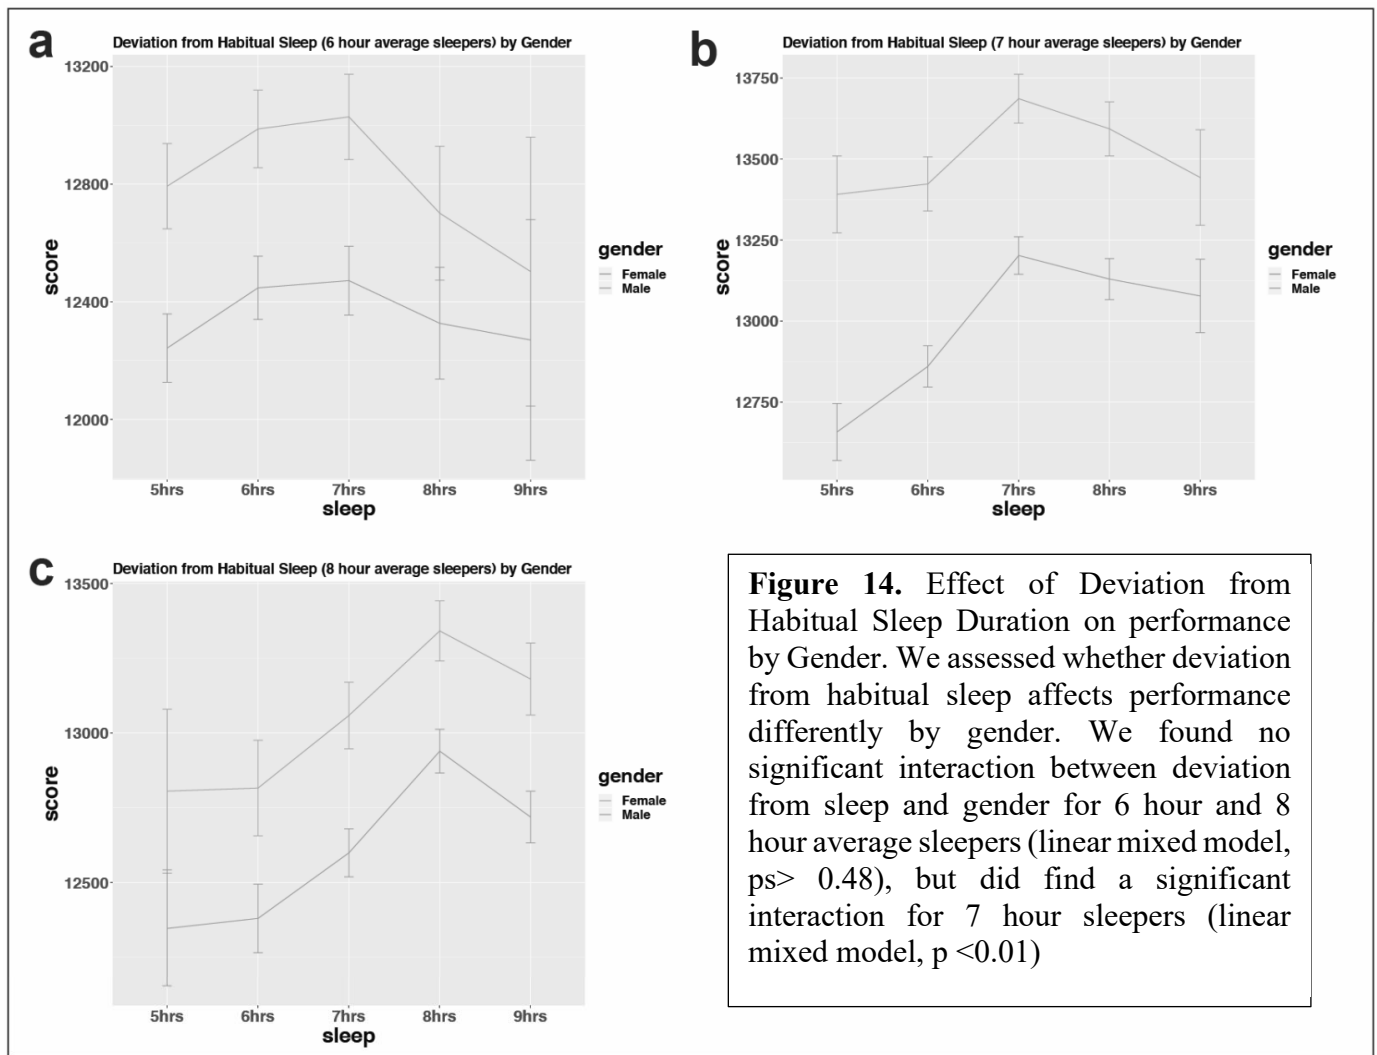 a
Deviation from Habitual Sleep (6 hour average sleepers) by Gender
13200
12800
12400
12000
score
5hrs 6hrs 7hrs 8hrs 9hrs
sleep
gender
Female
Male
b
Deviation from Habitual Sleep (7 hour average sleepers) by Gender
13750
13500
13250
13000
12750
score
5hrs 6hrs 7hrs 8hrs 9hrs
sleep
gender
Female
Male
c
Deviation from Habitual Sleep (8 hour average sleepers) by Gender
13500
13000
12500
score
5hrs 6hrs 7hrs 8hrs 9hrs
sleep
gender
Female
Male
Figure 14. Effect of Deviation from
Habitual Sleep Duration on performance
by Gender. We assessed whether deviation
from habitual sleep affects performance
differently by gender. We found no
significant interaction between deviation
from sleep and gender for 6 hour and 8
hour average sleepers (linear mixed model,
ps> 0.48), but did find a significant
interaction for 7 hour sleepers (linear
mixed model, p <0.01)